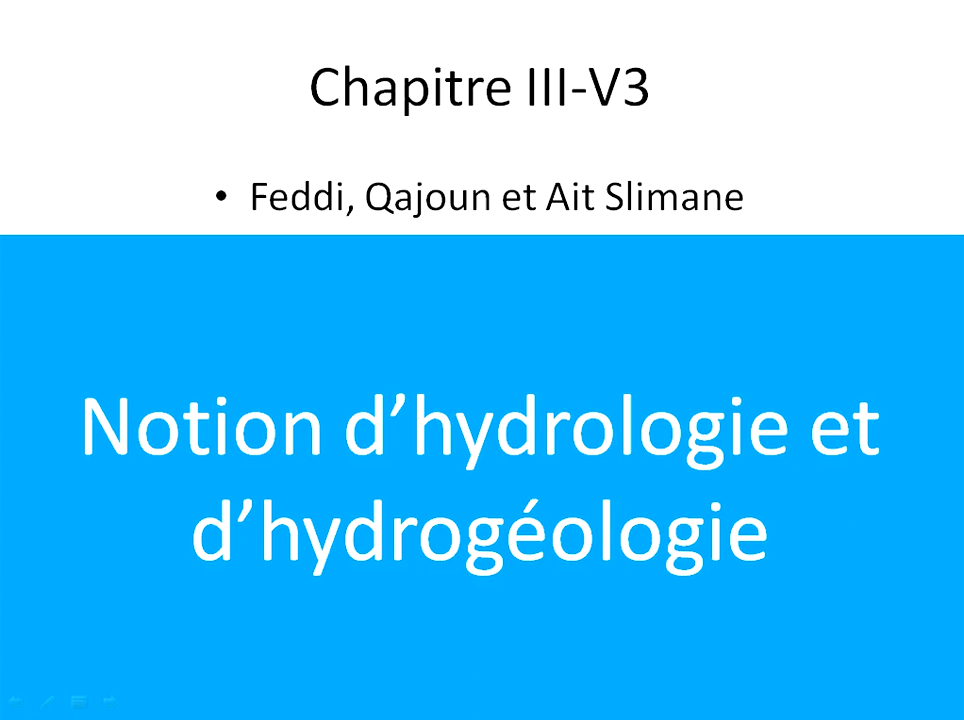 Chapitre III-V3
• Feddi, Qajoun et Ait Slimane
Notion d’hydrologie et
d’hydrogéologie